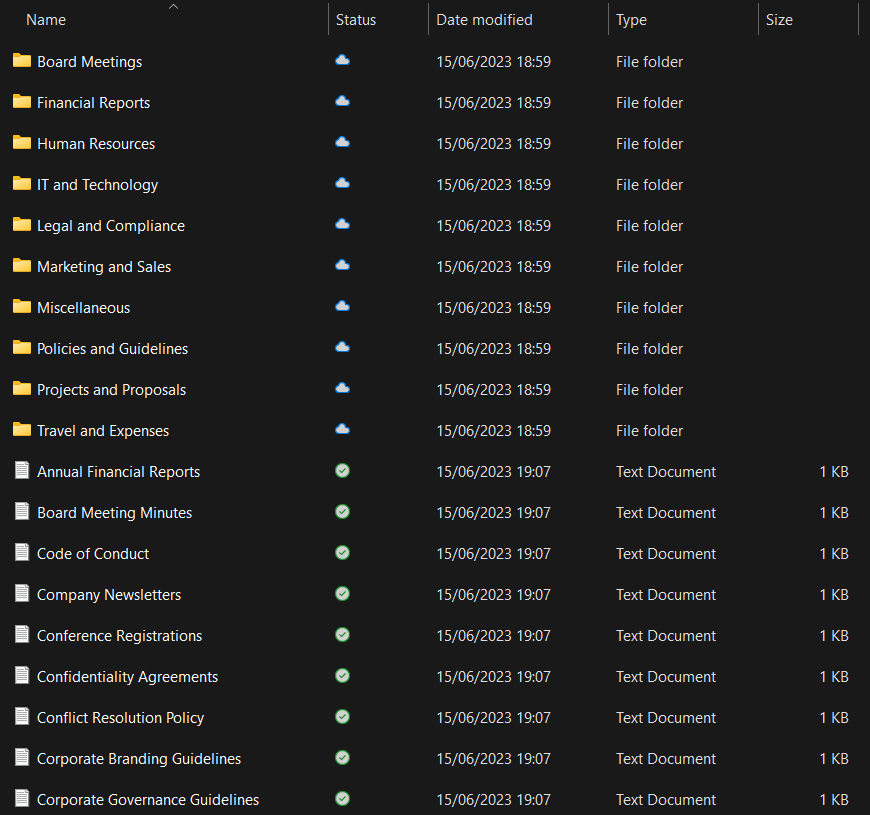 Name Status Date modified Type Size
Board Meetings 15/06/2023 18:59 File folder
Financial Reports 15/06/2023 18:59 File folder
Human Resources 15/06/2023 18:59 File folder
IT and Technology 15/06/2023 18:59 File folder
Legal and Compliance 15/06/2023 18:59 File folder
Marketing and Sales 15/06/2023 18:59 File folder
Miscellaneous 15/06/2023 18:59 File folder
Policies and Guidelines 15/06/2023 18:59 File folder
Projects and Proposals 15/06/2023 18:59 File folder
Travel and Expenses 15/06/2023 18:59 File folder
Annual Financial Reports 15/06/2023 19:07 Text Document 1 KB
Board Meeting Minutes 15/06/2023 19:07 Text Document 1 KB
Code of Conduct 15/06/2023 19:07 Text Document 1 KB
Company Newsletters 15/06/2023 19:07 Text Document 1 KB
Conference Registrations 15/06/2023 19:07 Text Document 1 KB
Confidentiality Agreements 15/06/2023 19:07 Text Document 1 KB
Conflict Resolution Policy 15/06/2023 19:07 Text Document 1 KB
Corporate Branding Guidelines 15/06/2023 19:07 Text Document 1 KB
Corporate Governance Guidelines 15/06/2023 19:07 Text Document 1 KB